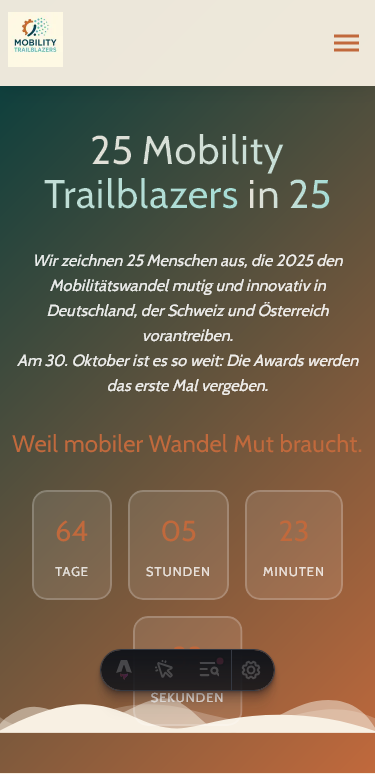 MOBILITY
TRAILBLAZERS
25 Mobility
Trailblazers in 25
Wir zeichnen 25 Menschen aus, die 2025 den
Mobilitätswandel mutig und innovativ in
Deutschland, der Schweiz und Österreich
vorantreiben.
Am 30. Oktober ist es so weit: Die Awards werden
das erste Mal vergeben.
Weil mobiler Wandel Mut braucht.
64 05 23
TAGE STUNDEN MINUTEN
SEKUNDEN